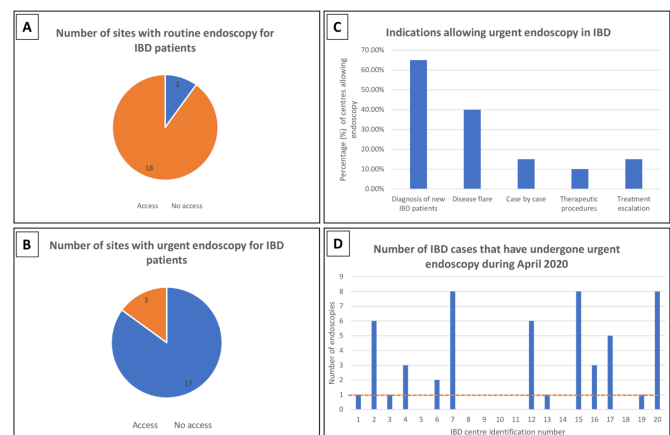 A
Number of sites with routine endoscopy for
IBD patients
2
18
Access No access
B
Number of sites with urgent endoscopy for IBD
patients
3
17
Access No access
C
Indications allowing urgent endoscopy in IBD
Percentage (%) of centres allowing
endoscopy
70.00%
60.00%
50.00%
40.00%
30.00%
20.00%
10.00%
0.00%
Diagnosis of new
IBD patients
Disease flare
Case by case
Therapeutic
procedures
Treatment
escalation
D
Number of IBD cases that have undergone urgent
endoscopy during April 2020
Number of endoscopies
9
8
7
6
5
4
3
2
1
0
1 2 3 4 5 6 7 8 9 10 11 12 13 14 15 16 17 18 19 20
IBD centre identification number